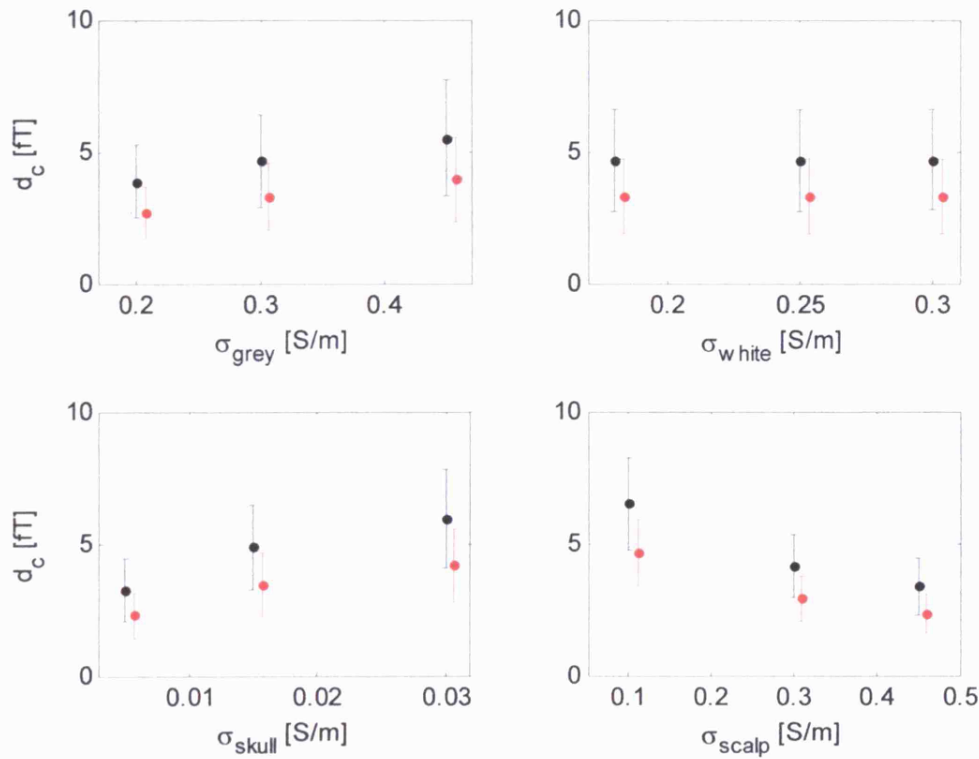 10
5
0
d_c [fT]
0.2 0.3 0.4
σ_grey [S/m]
10
5
0
0.2 0.25 0.3
σ_white [S/m]
10
5
0
d_c [fT]
0.01 0.02 0.03
σ_skull [S/m]
10
5
0
0.1 0.2 0.3 0.4 0.5
σ_scalp [S/m]